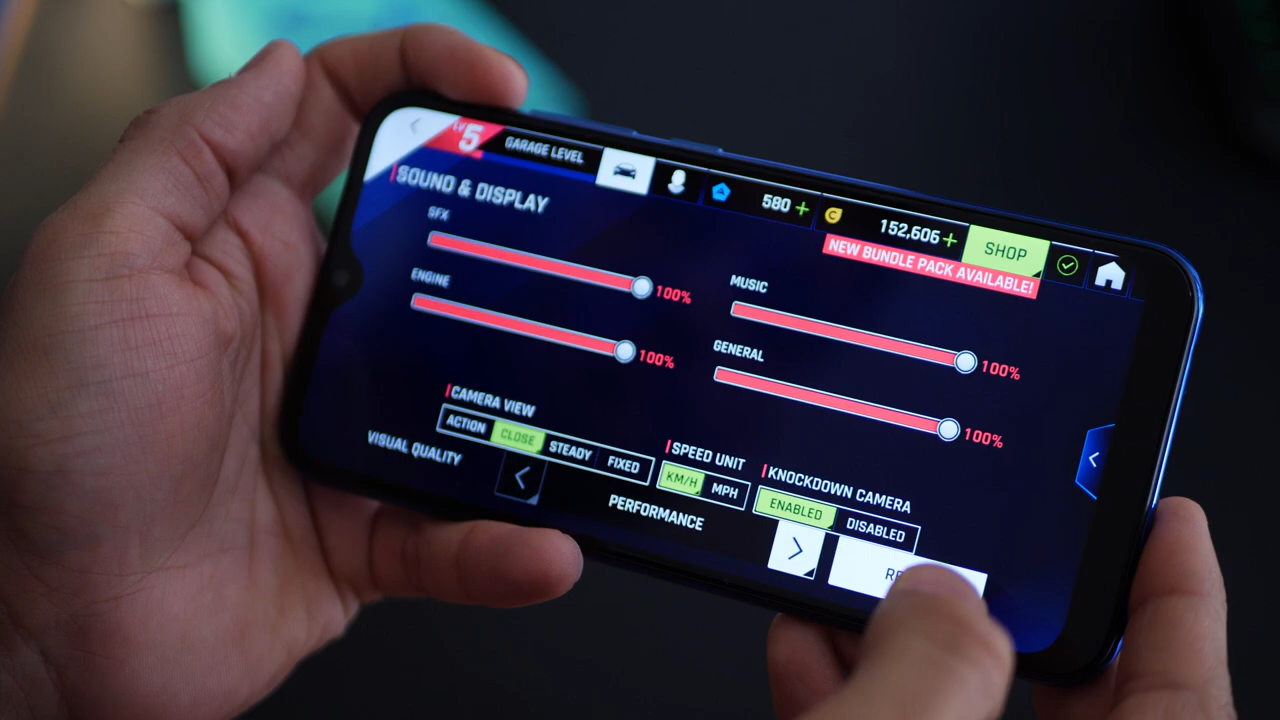 LV 5
GARAGE LEVEL
580 +
152,606 +
SHOP
NEW BUNDLE PACK AVAILABLE!
SOUND & DISPLAY
SFX
100%
MUSIC
100%
ENGINE
100%
GENERAL
100%
CAMERA VIEW
ACTION CLOSE STEADY FIXED
SPEED UNIT
KM/H MPH
KNOCKDOWN CAMERA
ENABLED DISABLED
VISUAL QUALITY
PERFORMANCE